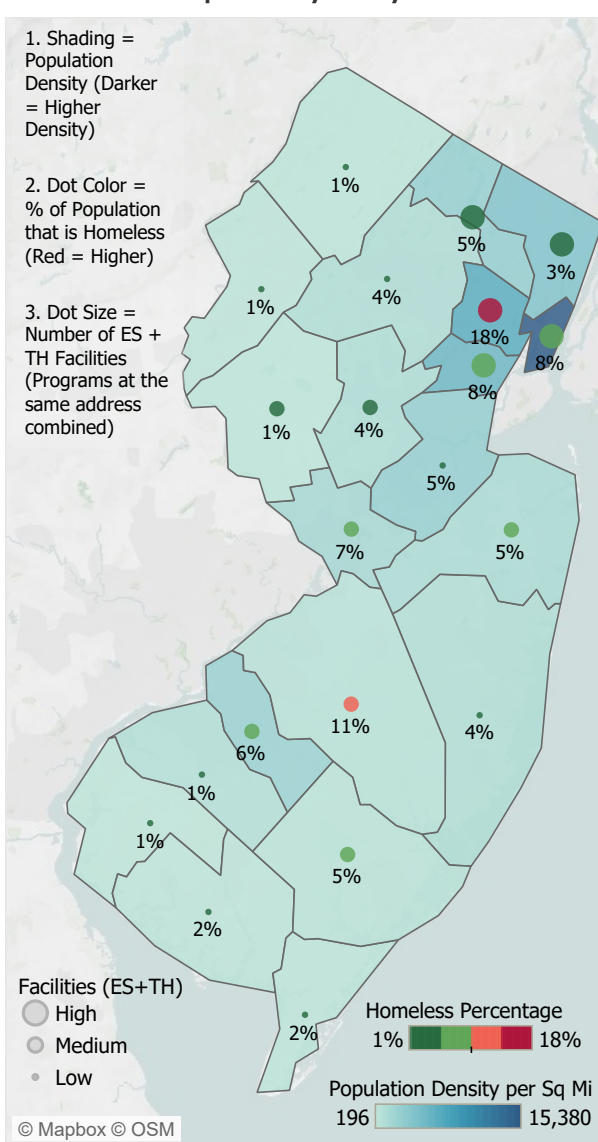 1. Shading =
Population
Density (Darker
= Higher
Density)
2. Dot Color =
% of Population
that is Homeless
(Red = Higher)
3. Dot Size =
Number of ES +
TH Facilities
(Programs at the
same address
combined)
1%
5%
3%
1%
4%
18%
8%
8%
1%
4%
5%
7%
5%
11%
4%
6%
1%
1%
5%
2%
2%
Facilities (ES+TH)
High
Medium
Low
Homeless Percentage
1% 18%
Population Density per Sq Mi
196 15,380
© Mapbox © OSM